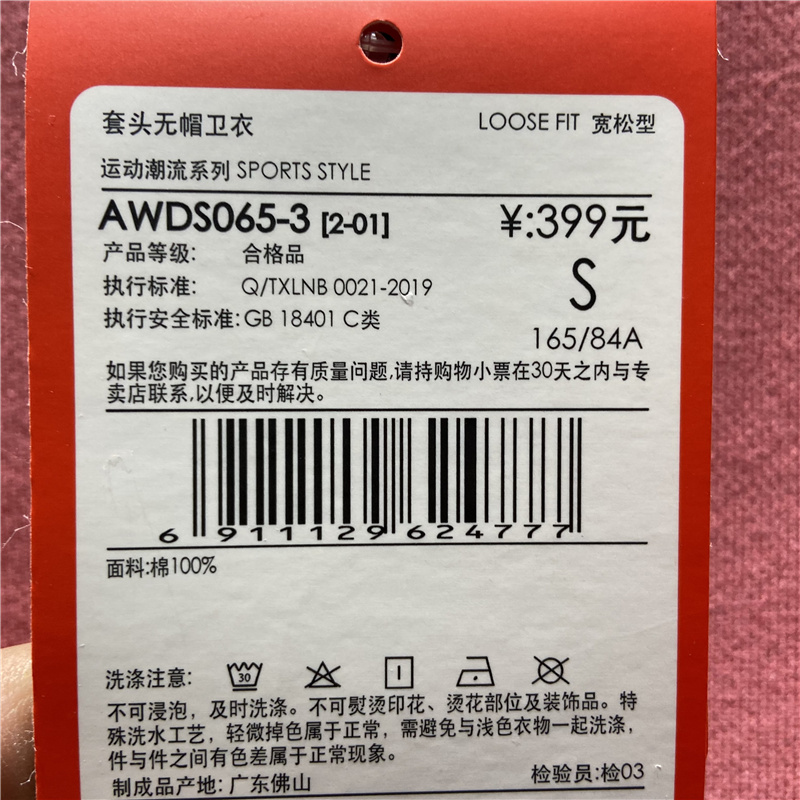 套头无帽卫衣 LOOSE FIT 宽松型
运动潮流系列 SPORTS STYLE
AWDS065-3 [2-01] ¥:399元
产品等级: 合格品
执行标准: Q/TXLNB 0021-2019 S
执行安全标准: GB 18401 C类
165/84A
如果您购买的产品存有质量问题,请持购物小票在30天之内与专
卖店联系,以便及时解决。
6 911129 624777
面料:棉100%
洗涤注意: 30
不可浸泡，及时洗涤。不可熨烫印花、烫花部位及装饰品。特
殊洗水工艺，轻微掉色属于正常，需避免与浅色衣物一起洗涤,
件与件之间有色差属于正常现象。
制成品产地: 广东佛山 检验员:检03